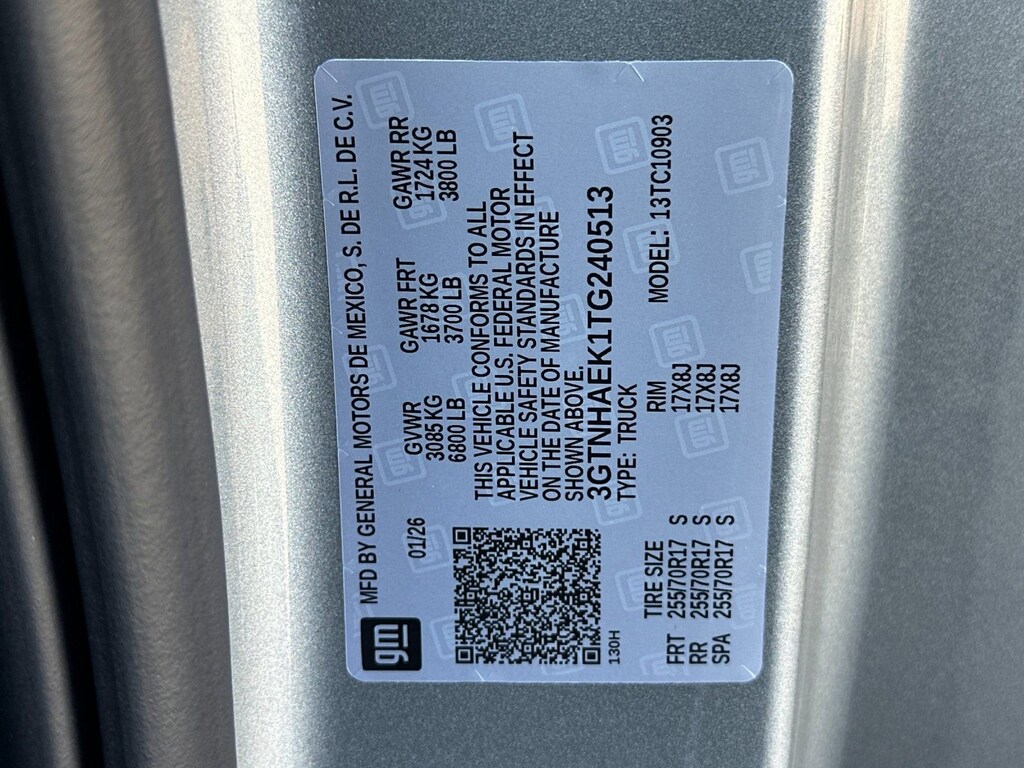 MFD BY GENERAL MOTORS DE MEXICO, S. DE R.L. DE C.V.
gm
01/26 GVWR GAWR FRT GAWR RR
3085 KG 1678 KG 1724 KG
6800 LB 3700 LB 3800 LB
THIS VEHICLE CONFORMS TO ALL
APPLICABLE U.S. FEDERAL MOTOR
VEHICLE SAFETY STANDARDS IN EFFECT
ON THE DATE OF MANUFACTURE
SHOWN ABOVE.
3GTNHAEK1TG240513
130H TYPE: TRUCK
TIRE SIZE RIM MODEL: 13TC10903
FRT 255/70R17 S 17X8J
RR 255/70R17 S 17X8J
SPA 255/70R17 S 17X8J